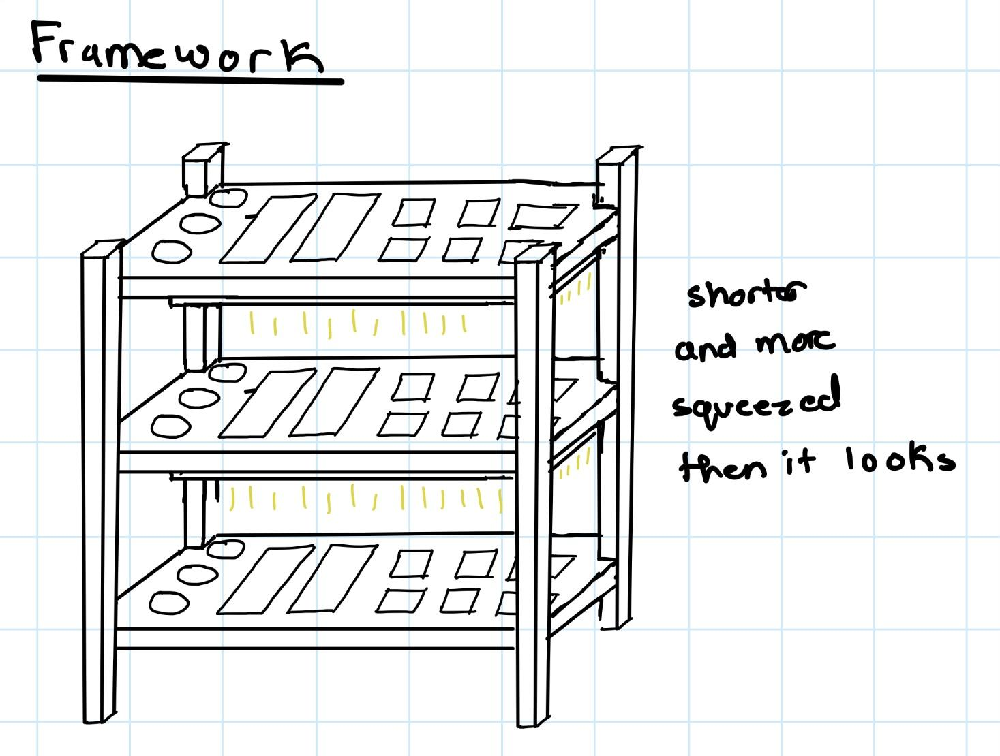 Framework
shorter
and more
squeezed
then it looks